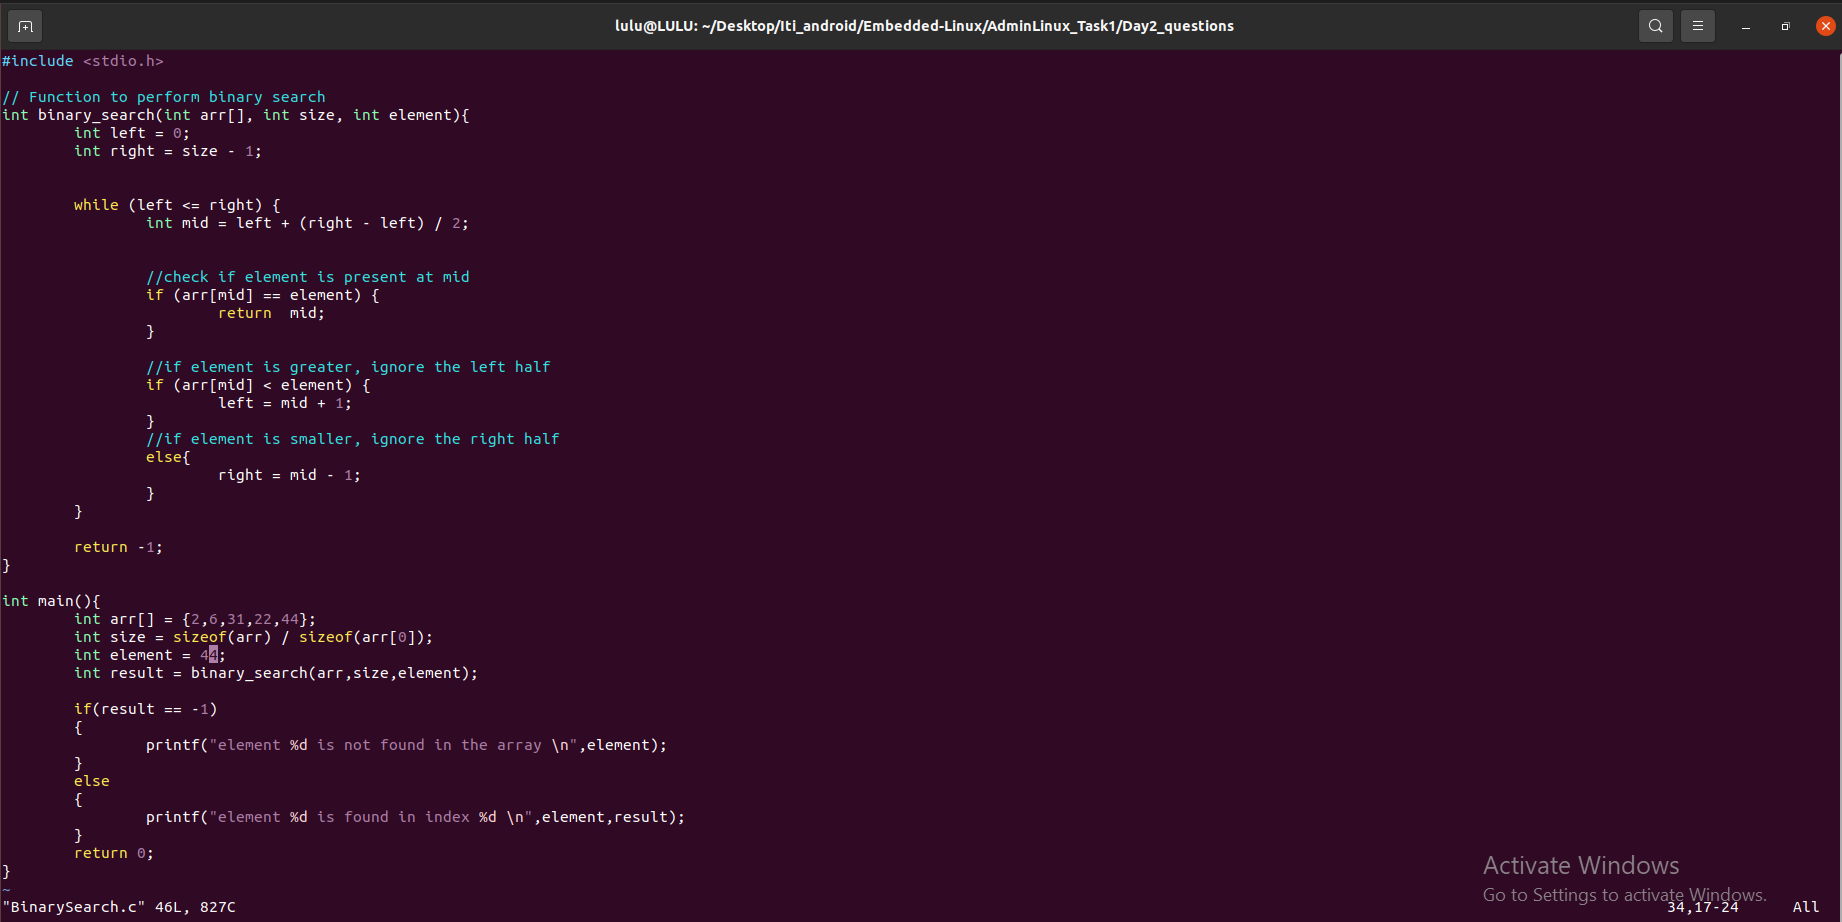 lulu@LULU: ~/Desktop/Iti_android/Embedded-Linux/AdminLinux_Task1/Day2_questions
#include <stdio.h>
// Function to perform binary search
int binary_search(int arr[], int size, int element){
        int left = 0;
        int right = size - 1;
        while (left <= right) {
                int mid = left + (right - left) / 2;
                //check if element is present at mid
                if (arr[mid] == element) {
                        return  mid;
                }
                //if element is greater, ignore the left half
                if (arr[mid] < element) {
                        left = mid + 1;
                }
                //if element is smaller, ignore the right half
                else{
                        right = mid - 1;
                }
        }
        return -1;
}
int main(){
        int arr[] = {2,6,31,22,44};
        int size = sizeof(arr) / sizeof(arr[0]);
        int element = 44;
        int result = binary_search(arr,size,element);
        if(result == -1)
        {
                printf("element %d is not found in the array \n",element);
        }
        else
        {
                printf("element %d is found in index %d \n",element,result);
        }
        return 0;
}
~
"BinarySearch.c" 46L, 827C
34,17-24 All
Activate Windows
Go to Settings to activate Windows.